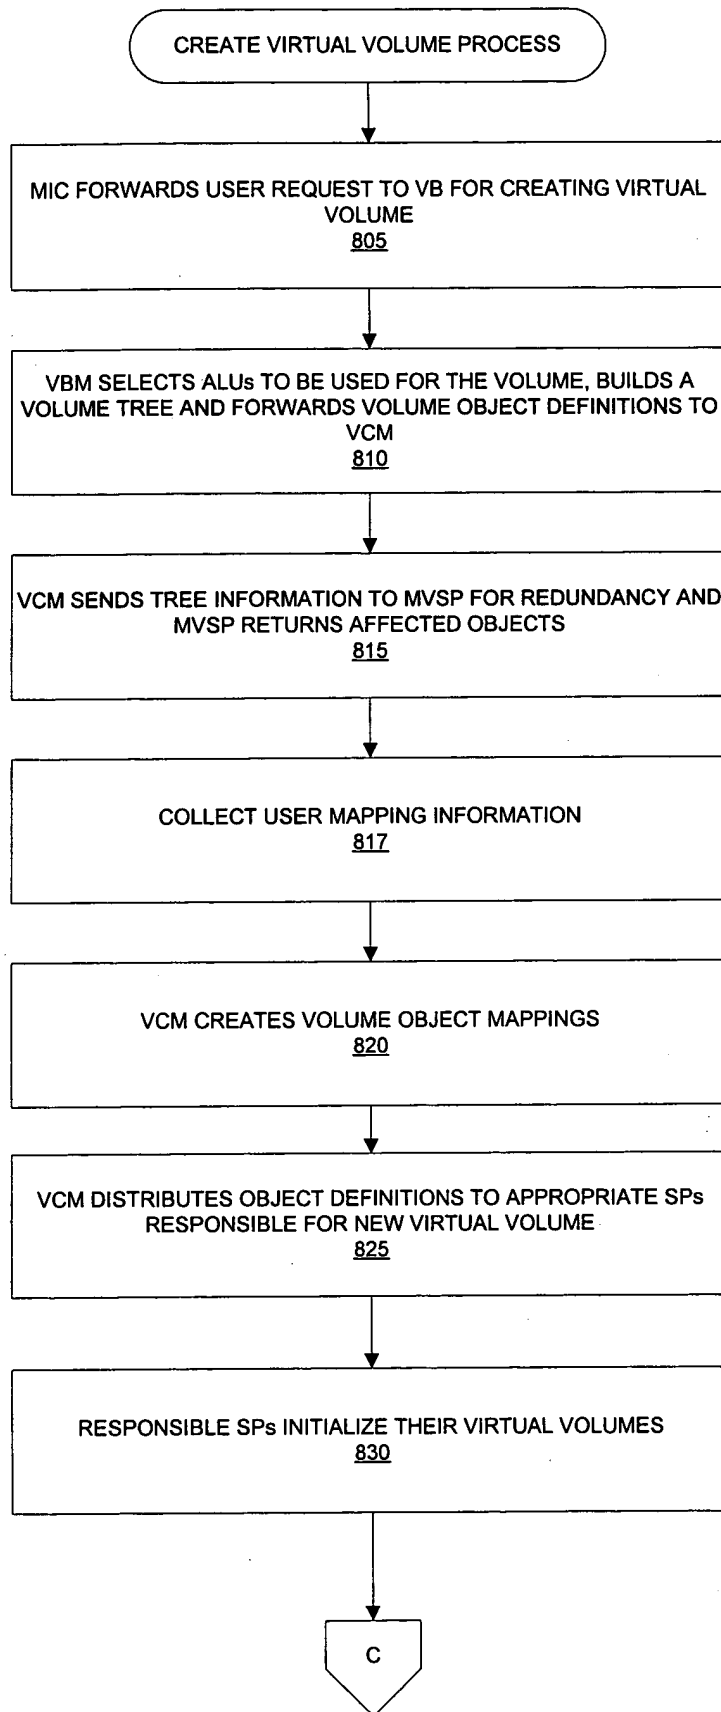 CREATE VIRTUAL VOLUME PROCESS
MIC FORWARDS USER REQUEST TO VB FOR CREATING VIRTUAL
VOLUME
805
VBM SELECTS ALUs TO BE USED FOR THE VOLUME, BUILDS A
VOLUME TREE AND FORWARDS VOLUME OBJECT DEFINITIONS TO
VCM
810
VCM SENDS TREE INFORMATION TO MVSP FOR REDUNDANCY AND
MVSP RETURNS AFFECTED OBJECTS
815
COLLECT USER MAPPING INFORMATION
817
VCM CREATES VOLUME OBJECT MAPPINGS
820
VCM DISTRIBUTES OBJECT DEFINITIONS TO APPROPRIATE SPs
RESPONSIBLE FOR NEW VIRTUAL VOLUME
825
RESPONSIBLE SPs INITIALIZE THEIR VIRTUAL VOLUMES
830
C